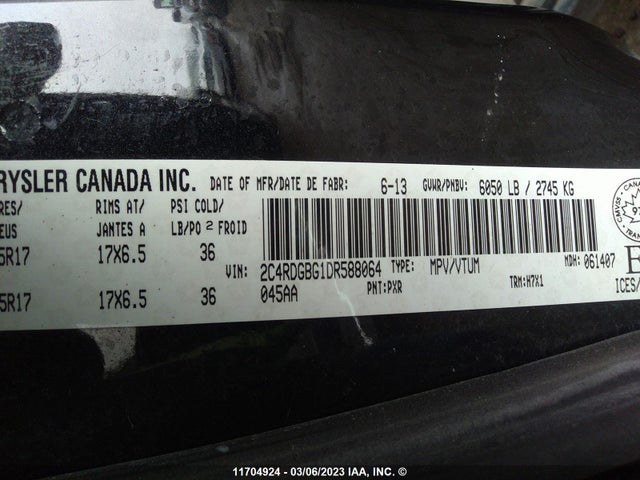 RYSLER CANADA INC. DATE OF MFR/DATE DE FABR: 6-13 GVWR/PNBV: 6050 LB / 2745 KG
RES/ RIMS AT/ PSI COLD/
EUS JANTES A LB/PO 2 FROID
5R17 17X6.5 36
VIN: 2C4RDGBG1DR588064 TYPE: MPV/VTUM MDH: 061407
5R17 17X6.5 36 045AA PNT:PXR TRM:H7X1
CMVSS
TRAN
E
ICES/
11704924 - 03/06/2023 IAA, INC. ©